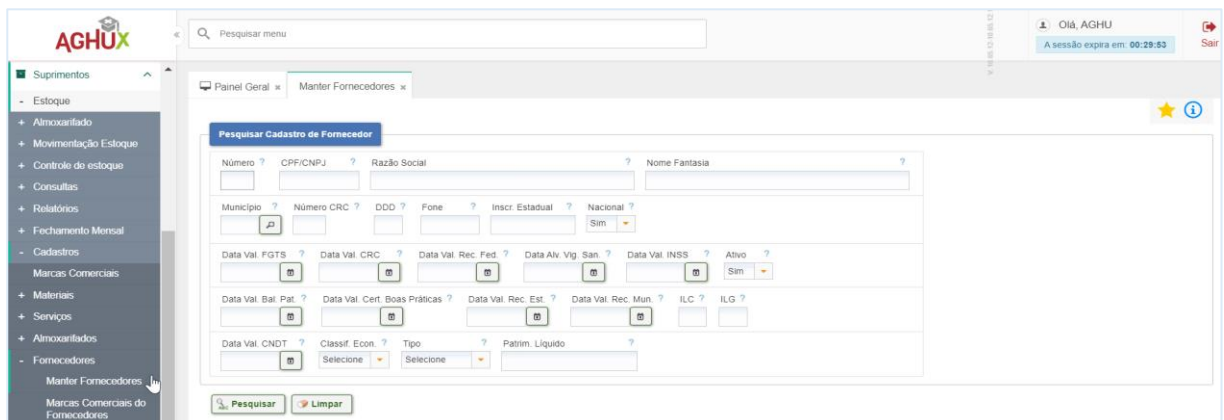 AGHUX
«
Pesquisar menu
Olá, AGHU
A sessão expira em: 00:29:53
Sair
Suprimentos
- Estoque
+ Almoxarifado
+ Movimentação Estoque
+ Controle de estoque
+ Consultas
+ Relatórios
+ Fechamento Mensal
- Cadastros
Marcas Comerciais
+ Materiais
+ Serviços
+ Almoxarifados
- Fornecedores
Manter Fornecedores
Marcas Comerciais do
Fornecedores
Painel Geral × Manter Fornecedores ×
Pesquisar Cadastro de Fornecedor
Número ? CPF/CNPJ ? Razão Social ? Nome Fantasia ?
Município ? Número CRC ? DDD ? Fone ? Inscr. Estadual ? Nacional ?
Sim
Data Val. FGTS ? Data Val. CRC ? Data Val. Rec. Fed. ? Data Alv. Vig. San. ? Data Val. INSS ? Ativo ?
Sim
Data Val. Bal. Pat. ? Data Val. Cert. Boas Práticas ? Data Val. Rec. Est. ? Data Val. Rec. Mun. ? ILC ? ILG ?
Data Val. CNDT ? Classif. Econ. ? Tipo ? Patrim. Líquido ?
Selecione Selecione
Pesquisar Limpar